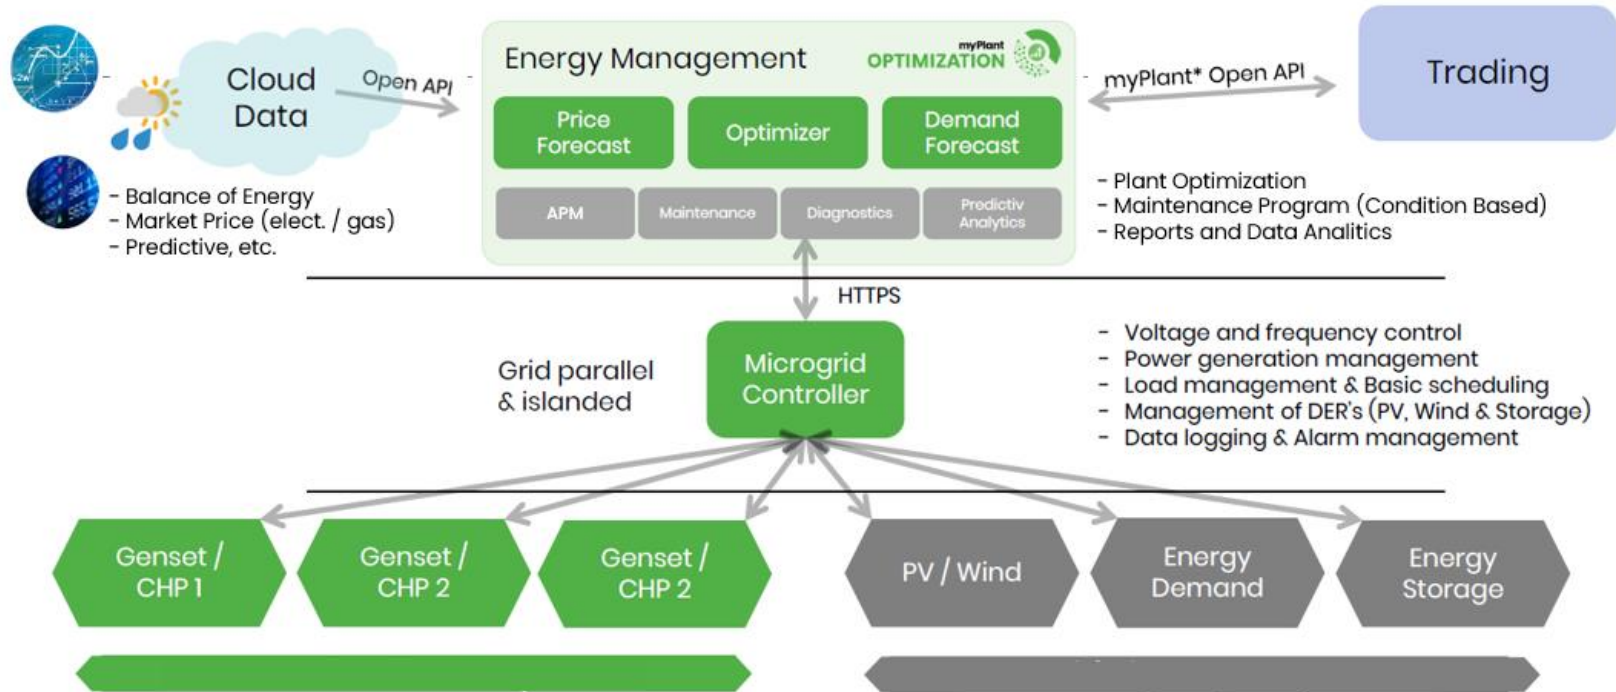 Cloud
Data
Open API
- Balance of Energy
- Market Price (elect. / gas)
- Predictive, etc.
Energy Management
myPlant
OPTIMIZATION
Price
Forecast
Optimizer
Demand
Forecast
APM
Maintenance
Diagnostics
Predictiv
Analytics
myPlant* Open API
Trading
- Plant Optimization
- Maintenance Program (Condition Based)
- Reports and Data Analitics
HTTPS
Grid parallel
& islanded
Microgrid
Controller
- Voltage and frequency control
- Power generation management
- Load management & Basic scheduling
- Management of DER's (PV, Wind & Storage)
- Data logging & Alarm management
Genset /
CHP 1
Genset /
CHP 2
Genset /
CHP 2
PV / Wind
Energy
Demand
Energy
Storage